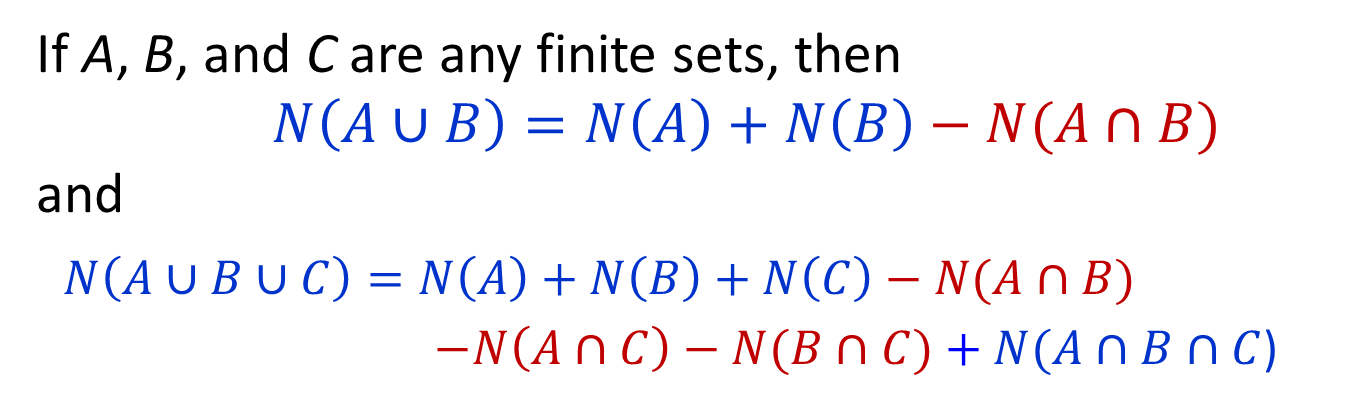 If A, B, and C are any finite sets, then
N(A ∪ B) = N(A) + N(B) − N(A ∩ B)
and
N(A ∪ B ∪ C) = N(A) + N(B) + N(C) − N(A ∩ B)
−N(A ∩ C) − N(B ∩ C) + N(A ∩ B ∩ C)